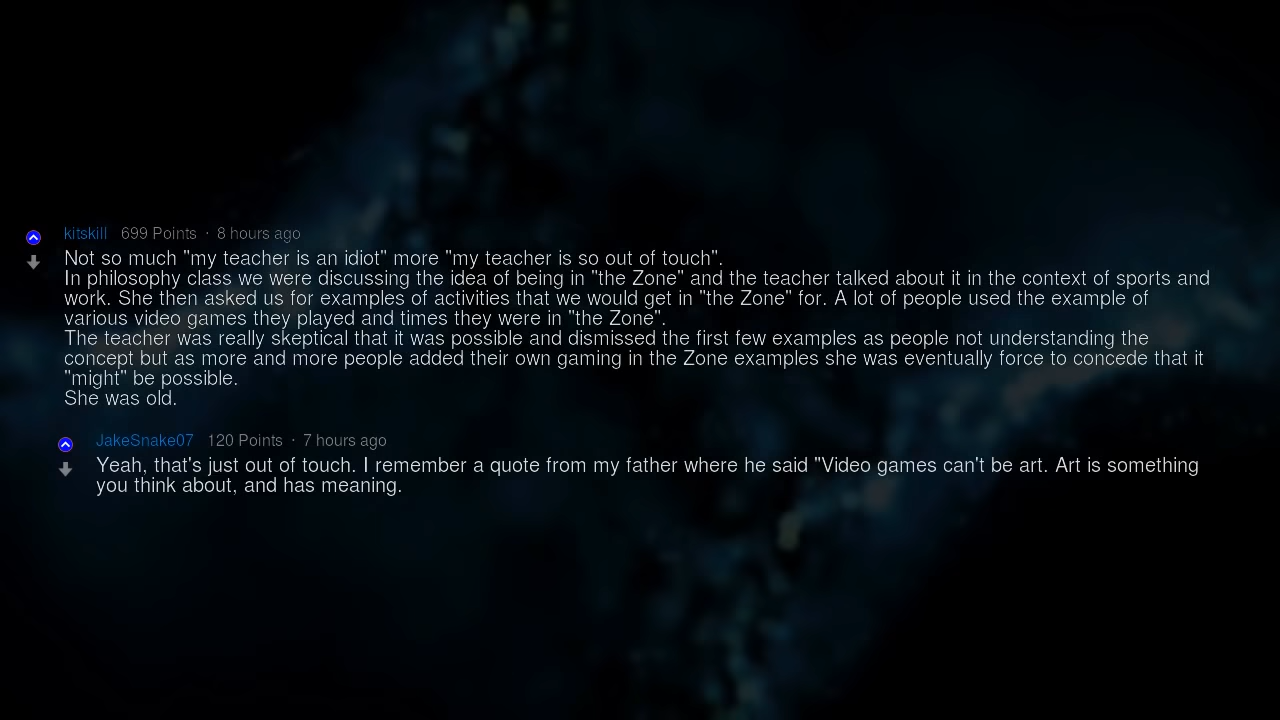 kitskill 699 Points · 8 hours ago
Not so much "my teacher is an idiot" more "my teacher is so out of touch".
In philosophy class we were discussing the idea of being in "the Zone" and the teacher talked about it in the context of sports and
work. She then asked us for examples of activities that we would get in "the Zone" for. A lot of people used the example of
various video games they played and times they were in "the Zone".
The teacher was really skeptical that it was possible and dismissed the first few examples as people not understanding the
concept but as more and more people added their own gaming in the Zone examples she was eventually force to concede that it
"might" be possible.
She was old.
JakeSnake07 120 Points · 7 hours ago
Yeah, that's just out of touch. I remember a quote from my father where he said "Video games can't be art. Art is something
you think about, and has meaning.